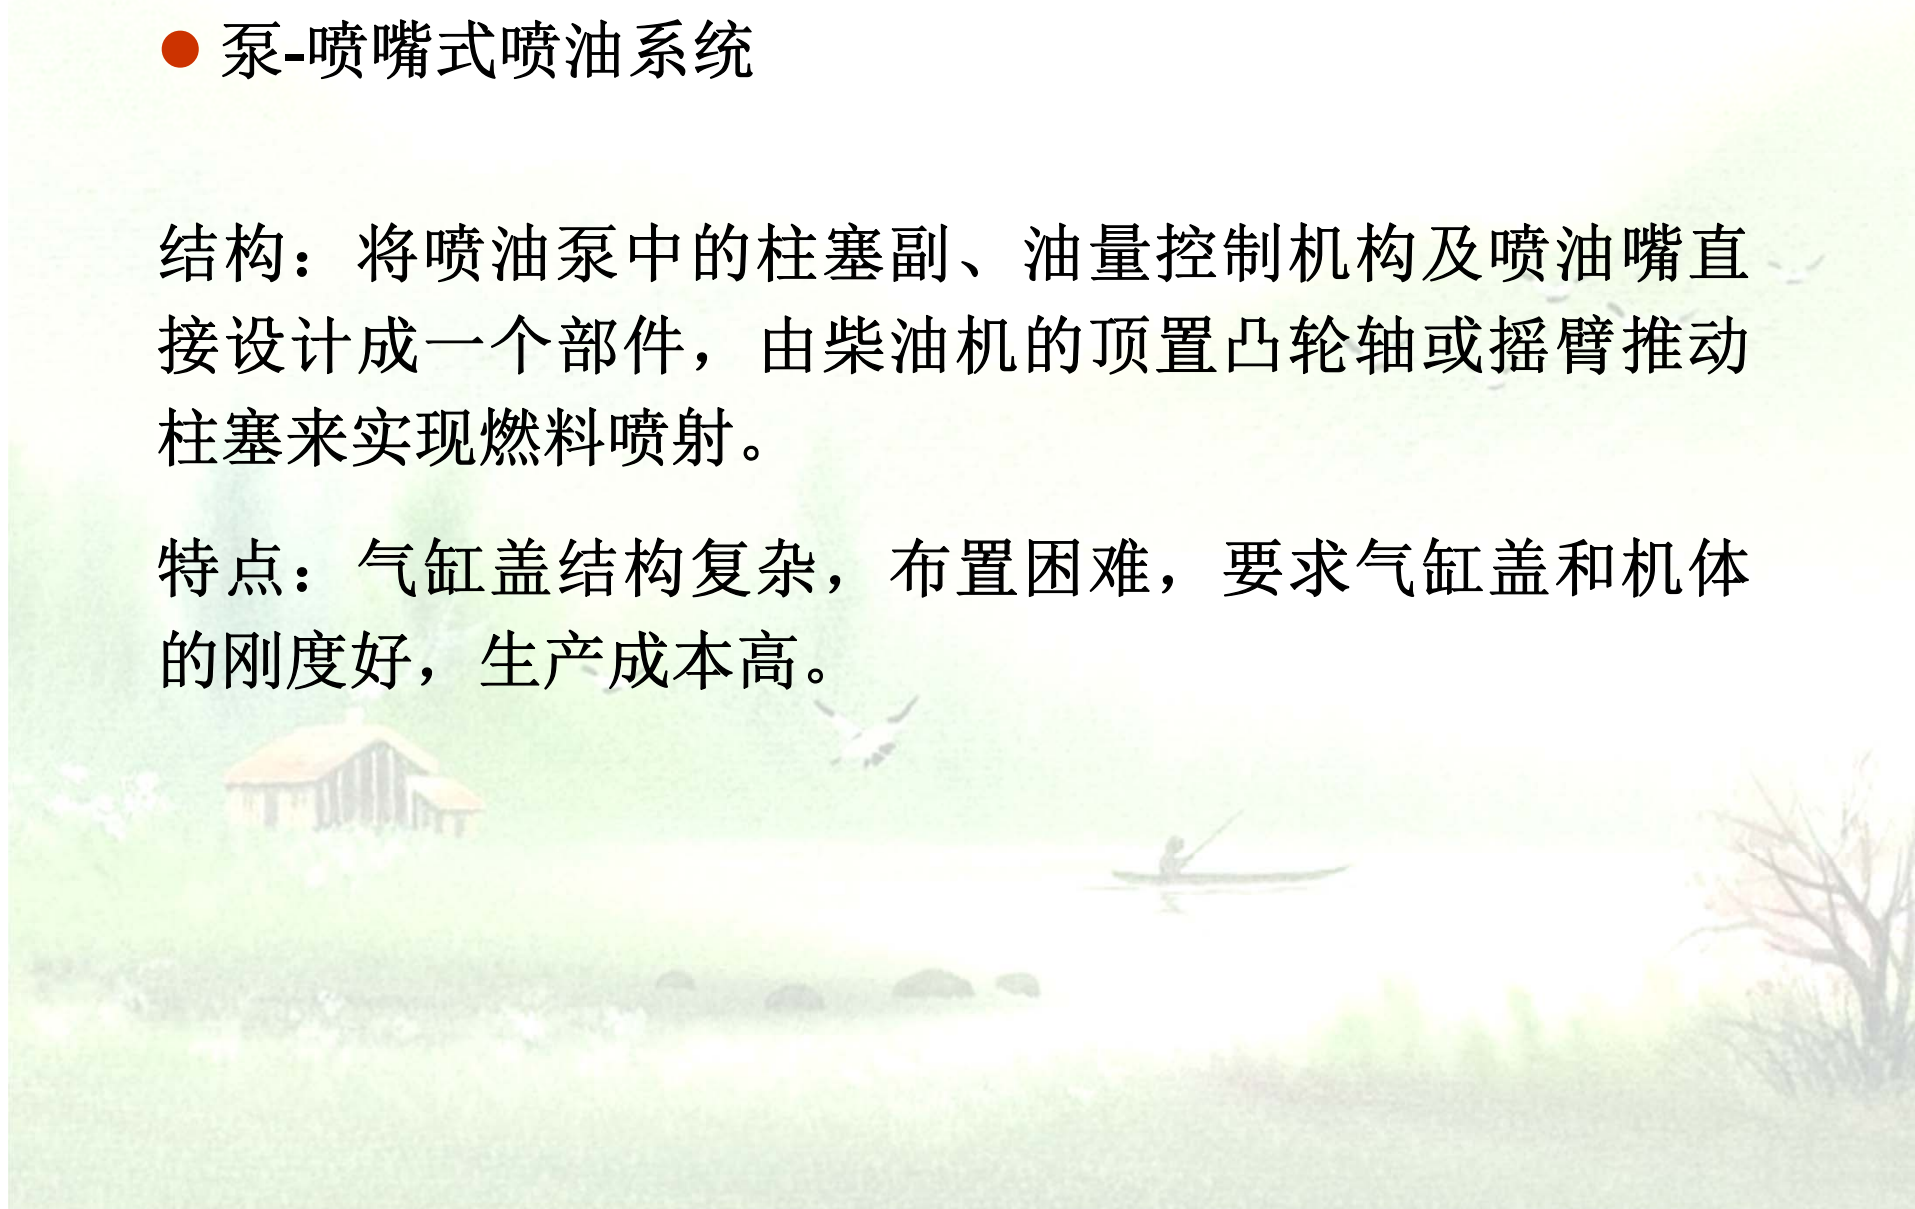 泵-喷嘴式喷油系统
结构：将喷油泵中的柱塞副、油量控制机构及喷油嘴直
接设计成一个部件，由柴油机的顶置凸轮轴或摇臂推动
柱塞来实现燃料喷射。
特点：气缸盖结构复杂，布置困难，要求气缸盖和机体
的刚度好，生产成本高。